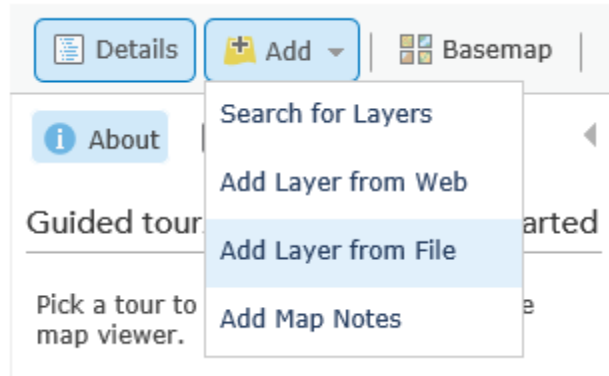 Details
Add
Basemap
About
Search for Layers
Add Layer from Web
Guided tour
arted
Add Layer from File
Pick a tour to
e
map viewer.
Add Map Notes